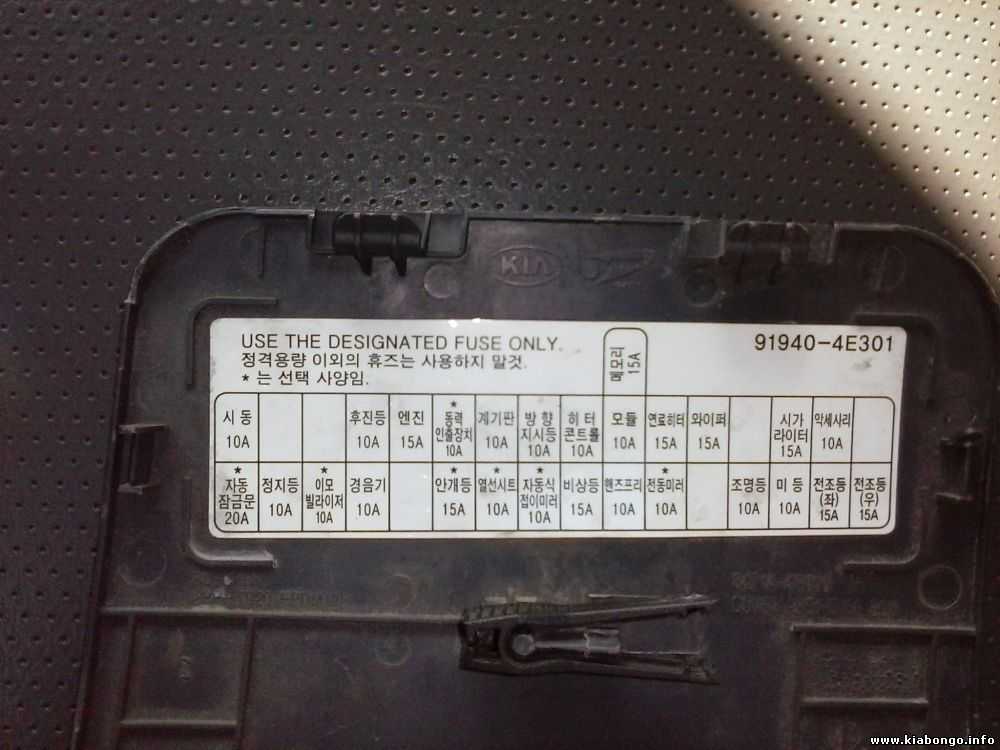 KIA
USE THE DESIGNATED FUSE ONLY.
91940-4E301
정격용량 이외의 휴즈는 사용하지 말것.
* 는 선택 사양임.
메모리
15A
시 동
10A
후진등
10A
엔진
15A
*
동력
인출장치
10A
계기판
10A
방 향
지시등
10A
히 터
콘트롤
10A
모듈
10A
연료히터
15A
와이퍼
15A
시가
라이터
15A
악세사리
10A
*
자동
잠금문
20A
정지등
10A
*
이모
빌라이저
10A
경음기
10A
*
안개등
15A
*
열선시트
10A
*
자동식
접이미러
10A
비상등
15A
핸즈프리
10A
*
전동미러
10A
조명등
10A
미 등
10A
전조등
(좌)
15A
전조등
(우)
15A
www.kiabongo.info